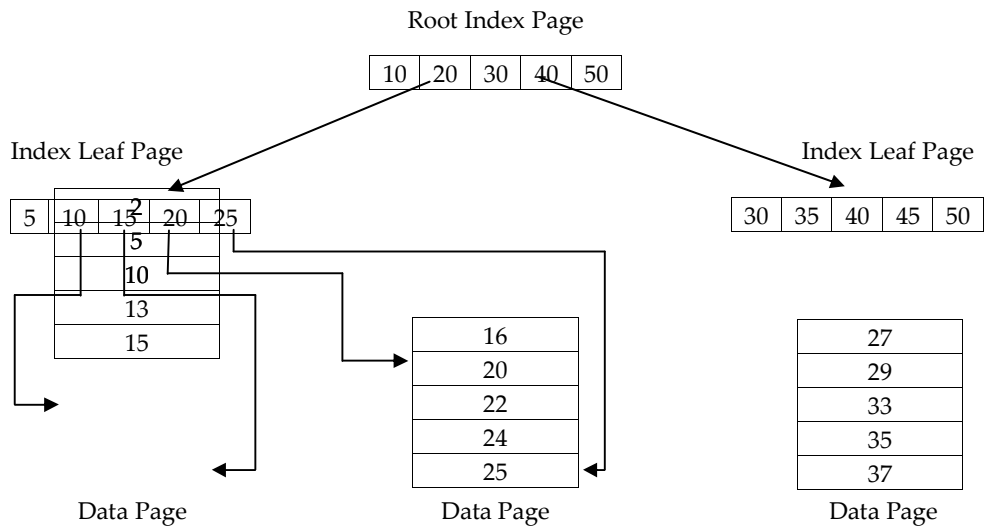 Root Index Page
10 20 30 40 50
Index Leaf Page
5 10 15 20 25
2
5
10
13
15
Data Page
16
20
22
24
25
Data Page
Index Leaf Page
30 35 40 45 50
27
29
33
35
37
Data Page